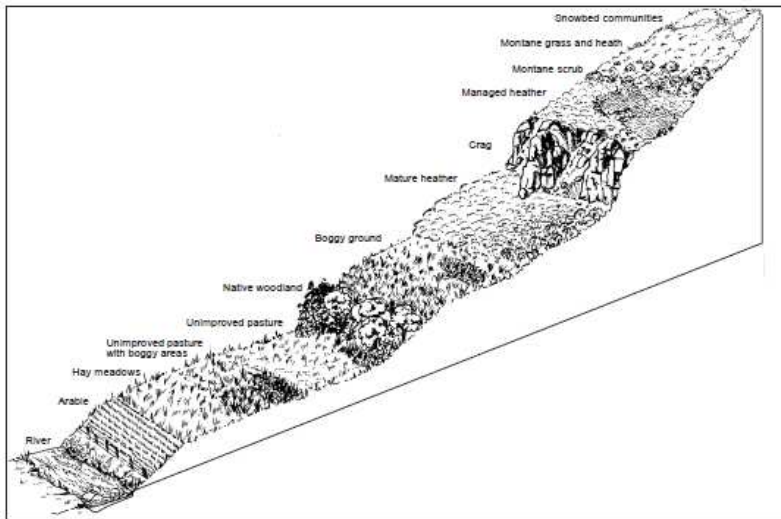 Snowbed communities
Montane grass and heath
Montane scrub
Managed heather
Crag
Mature heather
Boggy ground
Native woodland
Unimproved pasture
Unimproved pasture
with boggy areas
Hay meadows
Arable
River